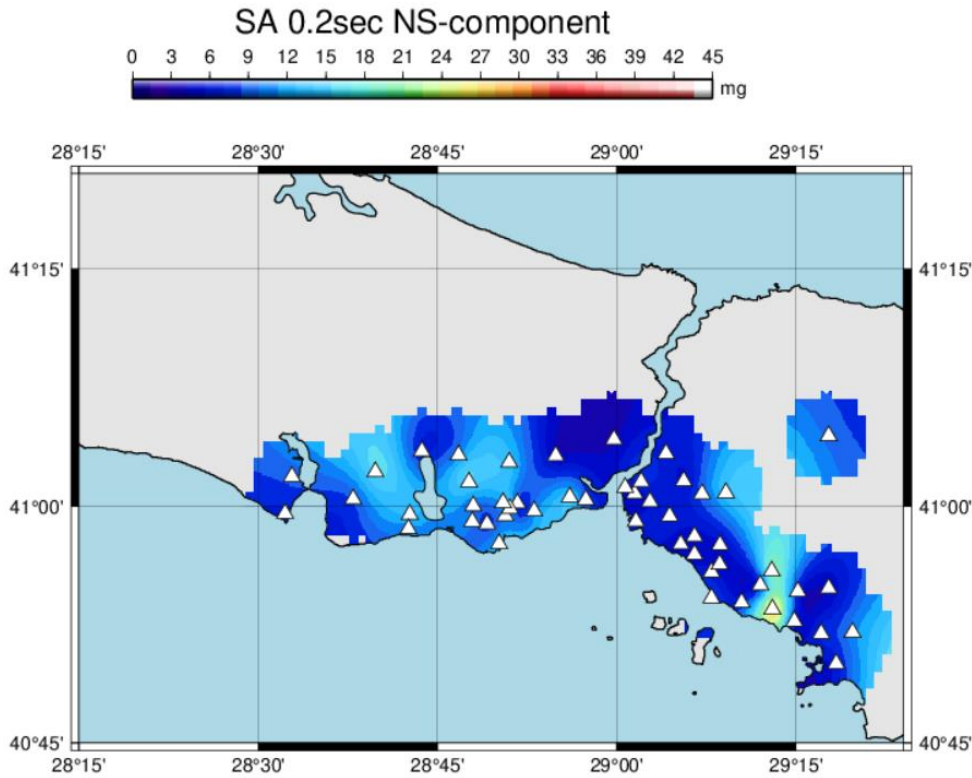 SA 0.2sec NS-component
0 3 6 9 12 15 18 21 24 27 30 33 36 39 42 45
mg
28°15' 28°30' 28°45' 29°00' 29°15'
41°15' 41°15'
41°00' 41°00'
40°45' 40°45'
28°15' 28°30' 28°45' 29°00' 29°15'